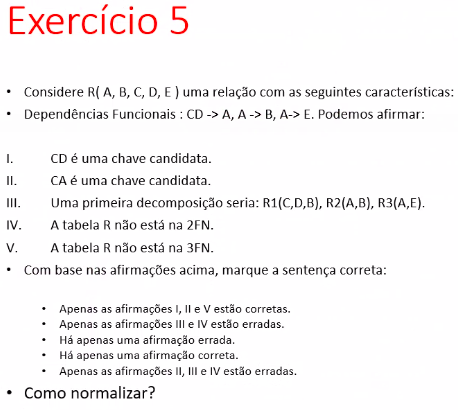 Exercício 5
• Considere R( A, B, C, D, E ) uma relação com as seguintes características:
• Dependências Funcionais : CD -> A, A -> B, A-> E. Podemos afirmar:
I. CD é uma chave candidata.
II. CA é uma chave candidata.
III. Uma primeira decomposição seria: R1(C,D,B), R2(A,B), R3(A,E).
IV. A tabela R não está na 2FN.
V. A tabela R não está na 3FN.
• Com base nas afirmações acima, marque a sentença correta:
• Apenas as afirmações I, II e V estão corretas.
• Apenas as afirmações III e IV estão erradas.
• Há apenas uma afirmação errada.
• Há apenas uma afirmação correta.
• Apenas as afirmações II, III e IV estão erradas.
• Como normalizar?